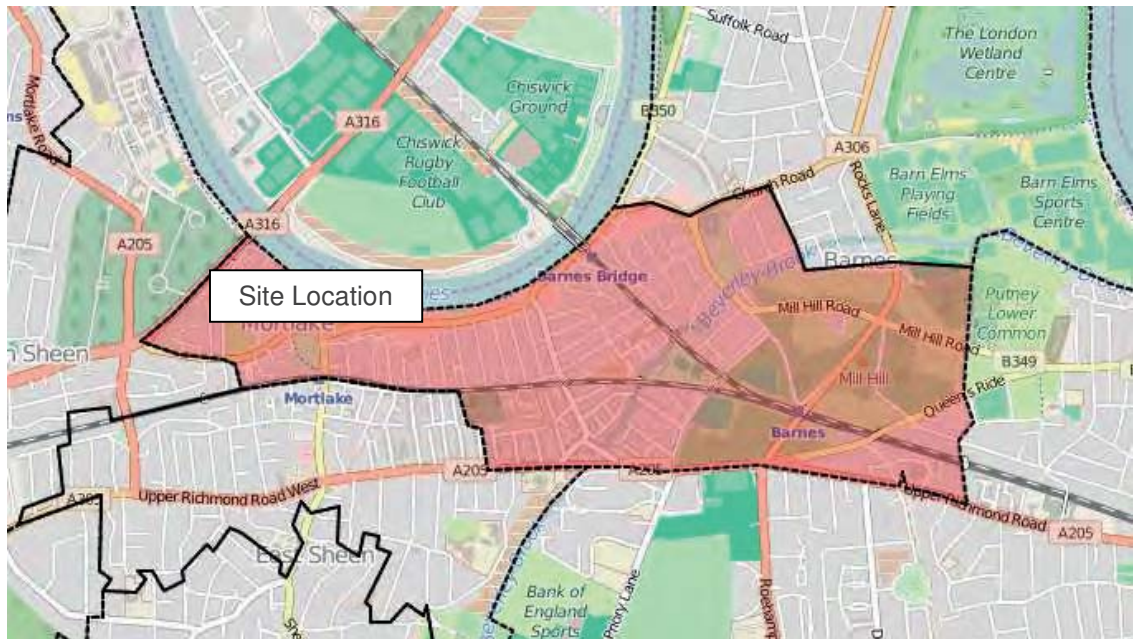 Suffolk Road
The London
Wetland
Centre
Mortlake Road
Chiswick
Ground
A316
B350
Chiswick
Rugby
Football
Club
A306
Church Road
Rocks Lane
Barn Elms
Playing
Fields
Barn Elms
Sports
Centre
A316
A205
Barnes Bridge
Beverley Brook
Barnes
Site Location
Mortlake
Putney
Lower
Common
Mill Hill Road
Mill Hill Road
B349
Sheen
Mill Hill
Queen's Ride
Mortlake
Barnes
A205
A205
Upper Richmond Road West
A205
Upper Richmond Road
A205
East Sheen
Beverley Brook
Bank of
England
Sports
Priory Lane
Roeham